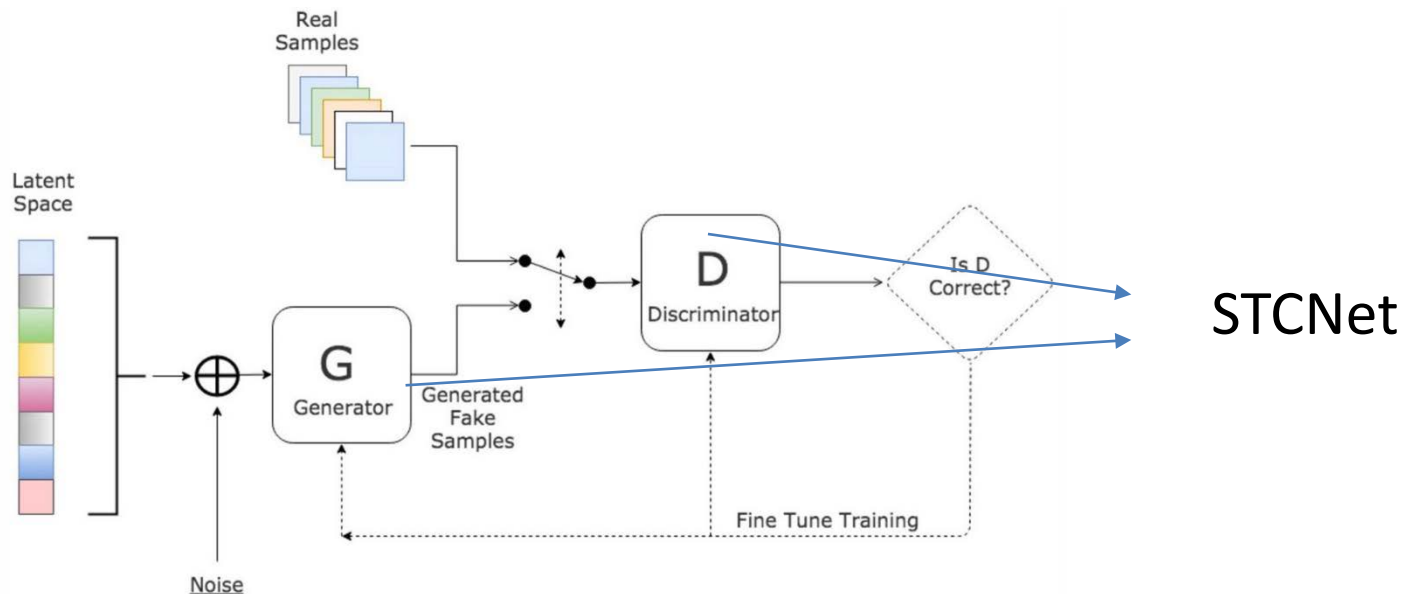 Real
Samples
Latent
Space
D
Discriminator
Is D
Correct?
STCNet
G
Generator
Generated
Fake
Samples
Fine Tune Training
Noise